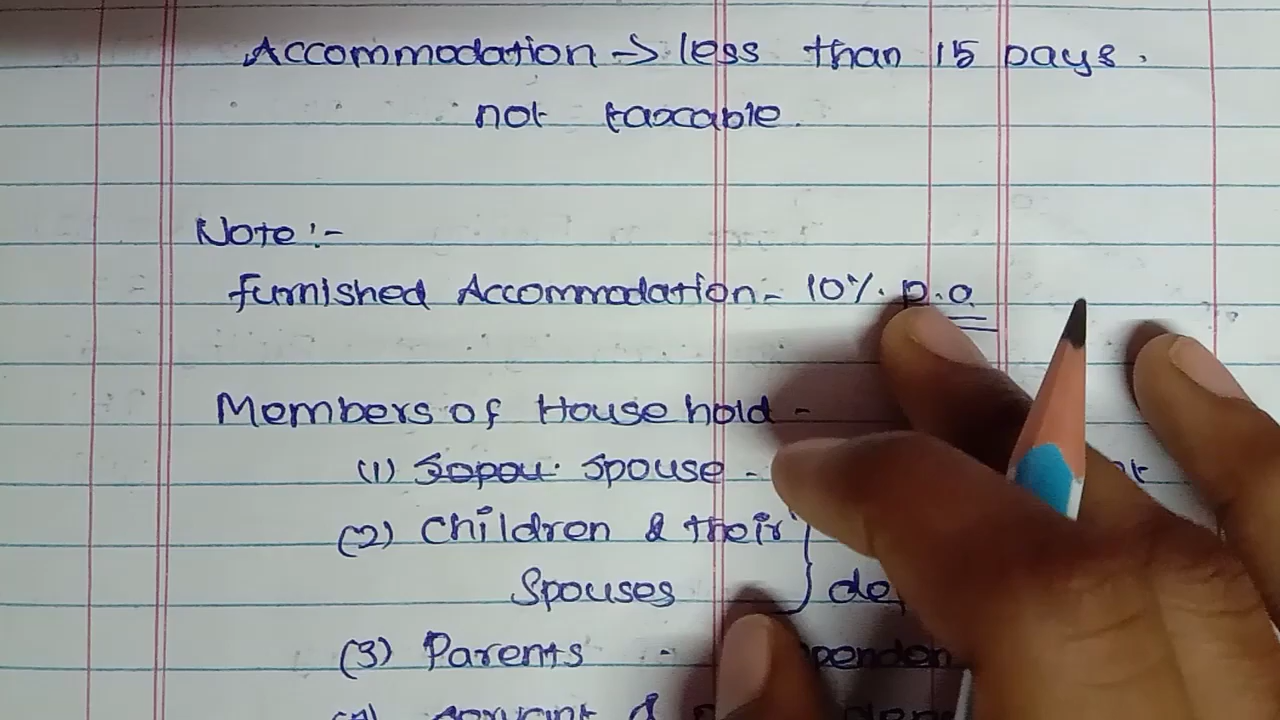 Accommodation → less than 15 Days.
not taxable.
Note :-
furnished Accommodation - 10% p.a
Members of House hold -
(1) Sopou. Spouse -
(2) Children & their
Spouses
(3) Parents -